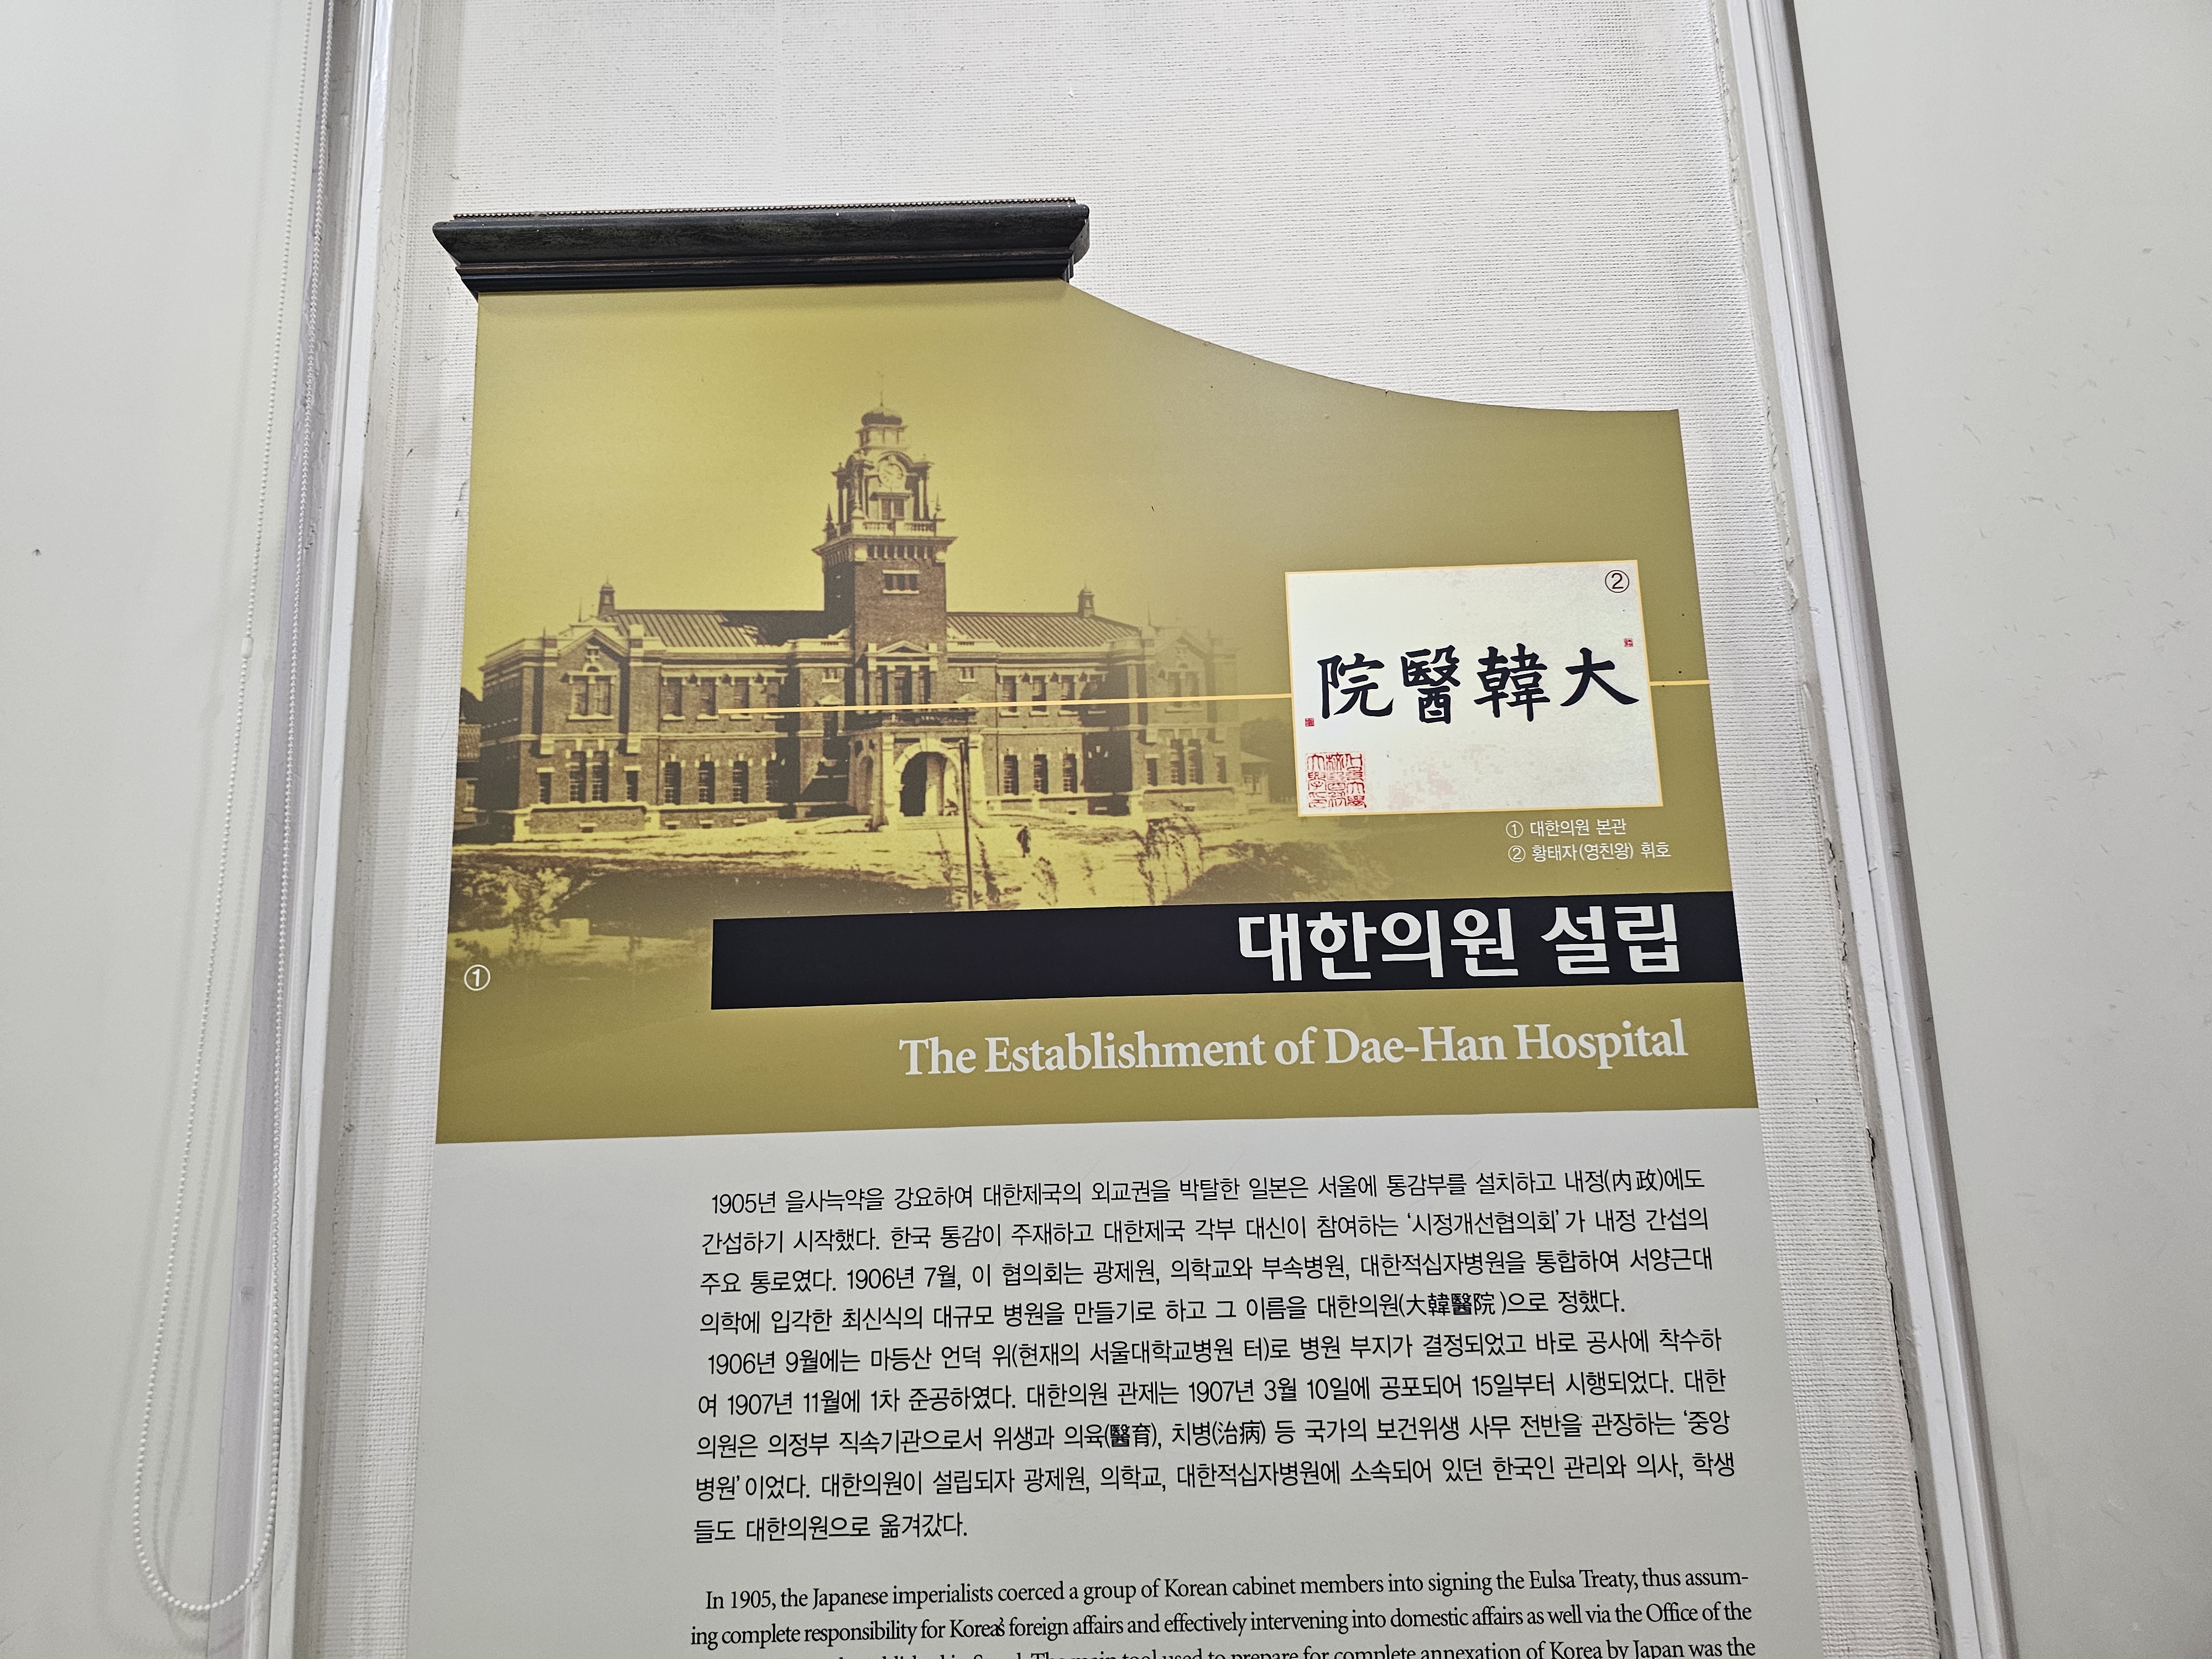 ②
院醫韓大
① 대한의원 본관
② 황태자(영친왕) 휘호
대한의원 설립
①
The Establishment of Dae-Han Hospital
1905년 을사늑약을 강요하여 대한제국의 외교권을 박탈한 일본은 서울에 통감부를 설치하고 내정(內政)에도
간섭하기 시작했다. 한국 통감이 주재하고 대한제국 각부 대신이 참여하는 ‘시정개선협의회’가 내정 간섭의
주요 통로였다. 1906년 7월, 이 협의회는 광제원, 의학교와 부속병원, 대한적십자병원을 통합하여 서양근대
의학에 입각한 최신식의 대규모 병원을 만들기로 하고 그 이름을 대한의원(大韓醫院)으로 정했다.
1906년 9월에는 마등산 언덕 위(현재의 서울대학교병원 터)로 병원 부지가 결정되었고 바로 공사에 착수하
여 1907년 11월에 1차 준공하였다. 대한의원 관제는 1907년 3월 10일에 공포되어 15일부터 시행되었다. 대한
의원은 의정부 직속기관으로서 위생과 의육(醫育), 치병(治病) 등 국가의 보건위생 사무 전반을 관장하는 ‘중앙
병원’이었다. 대한의원이 설립되자 광제원, 의학교, 대한적십자병원에 소속되어 있던 한국인 관리와 의사, 학생
들도 대한의원으로 옮겨갔다.
In 1905, the Japanese imperialists coerced a group of Korean cabinet members into signing the Eulsa Treaty, thus assum-
ing complete responsibility for Korea's foreign affairs and effectively intervening into domestic affairs as well via the Office of the
The main tool used to prepare for complete annexation of Korea by Japan was the